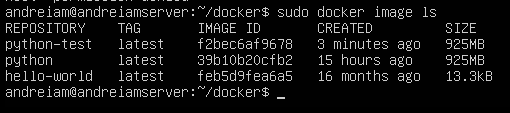 andreiam@andreiamserver:~/docker$ sudo docker image ls
REPOSITORY TAG IMAGE ID CREATED SIZE
python-test latest f2bec6af9678 3 minutes ago 925MB
python latest 39b10b20cfb2 15 hours ago 925MB
hello-world latest feb5d9fea6a5 16 months ago 13.3kB
andreiam@andreiamserver:~/docker$ _